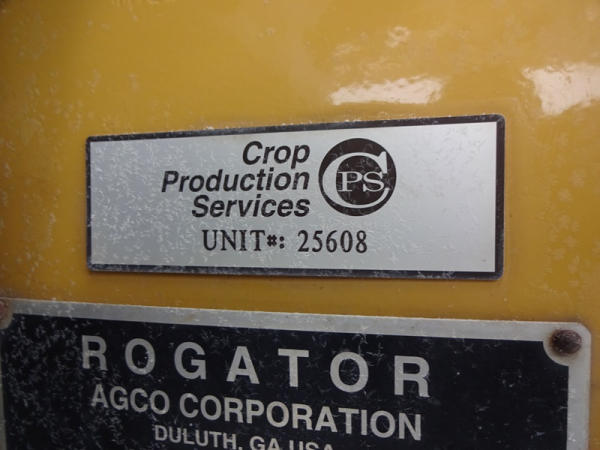 Crop
Production
Services
CPS
UNIT#: 25608
ROGATOR
AGCO CORPORATION
DULUTH, GA USA